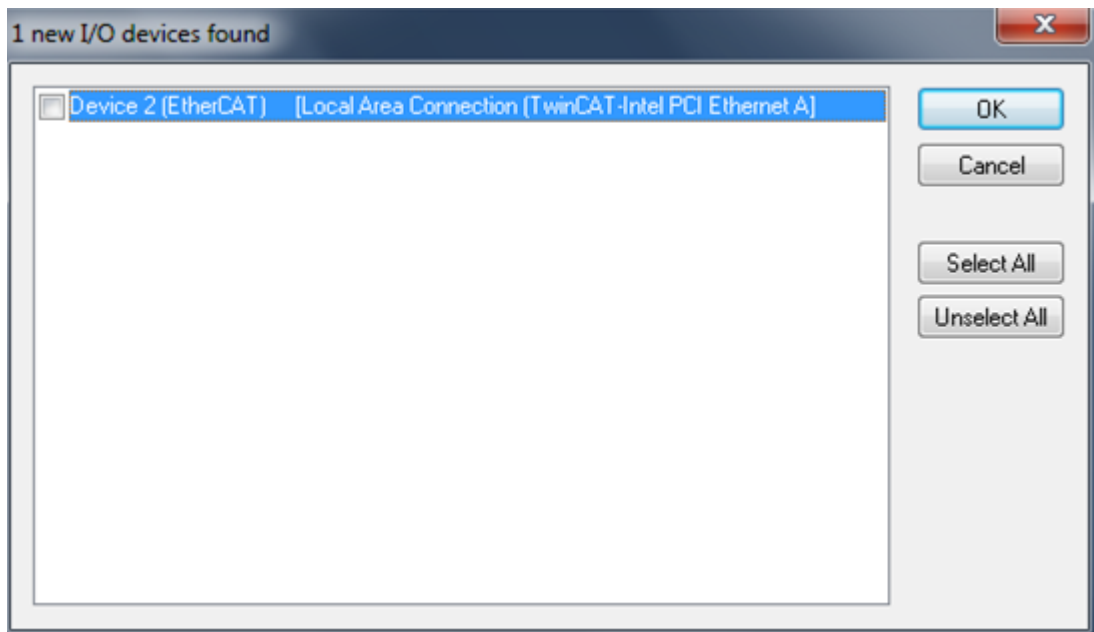 1 new I/O devices found
Device 2 (EtherCAT) [Local Area Connection (TwinCAT-Intel PCI Ethernet A]
OK
Cancel
Select All
Unselect All